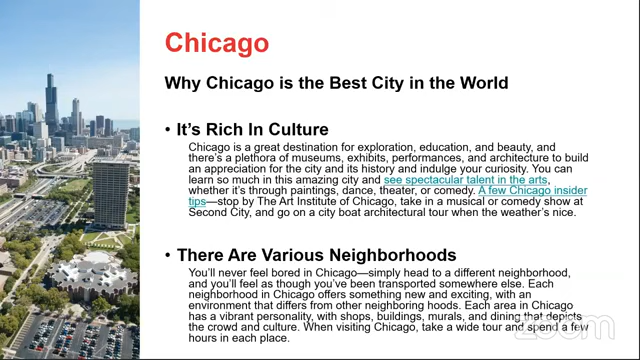 Chicago
Why Chicago is the Best City in the World
• It's Rich In Culture
Chicago is a great destination for exploration, education, and beauty, and
there's a plethora of museums, exhibits, performances, and architecture to build
an appreciation for the city and its history and indulge your curiosity. You can
learn so much in this amazing city and see spectacular talent in the arts,
whether it's through paintings, dance, theater, or comedy. A few Chicago insider
tips—stop by The Art Institute of Chicago, take in a musical or comedy show at
Second City, and go on a city boat architectural tour when the weather's nice.
• There Are Various Neighborhoods
You'll never feel bored in Chicago—simply head to a different neighborhood,
and you'll feel as though you've been transported somewhere else. Each
neighborhood in Chicago offers something new and exciting, with an
environment that differs from other neighboring hoods. Each area in Chicago
has a vibrant personality, with shops, buildings, murals, and dining that depicts
the crowd and culture. When visiting Chicago, take a wide tour and spend a few
hours in each place.
zoom